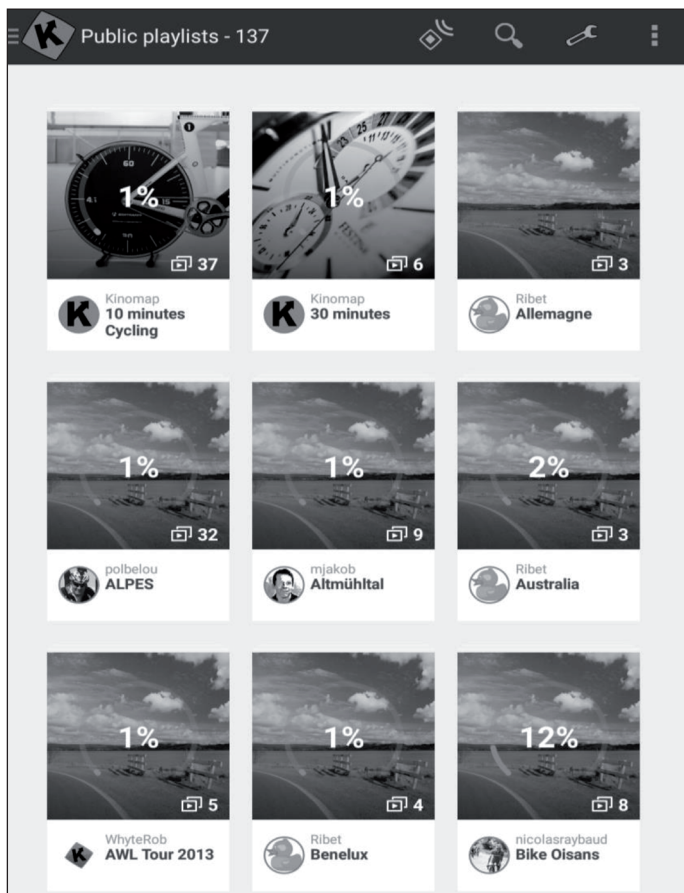 K Public playlists - 137
1%
37
K Kinomap
10 minutes
Cycling
1%
6
K Kinomap
30 minutes
3
Ribet
Allemagne
1%
32
polbelou
ALPES
1%
9
mjakob
Altmühltal
2%
3
Ribet
Australia
1%
5
K WhyteRob
AWL Tour 2013
1%
4
Ribet
Benelux
12%
8
nicolasraybaud
Bike Oisans